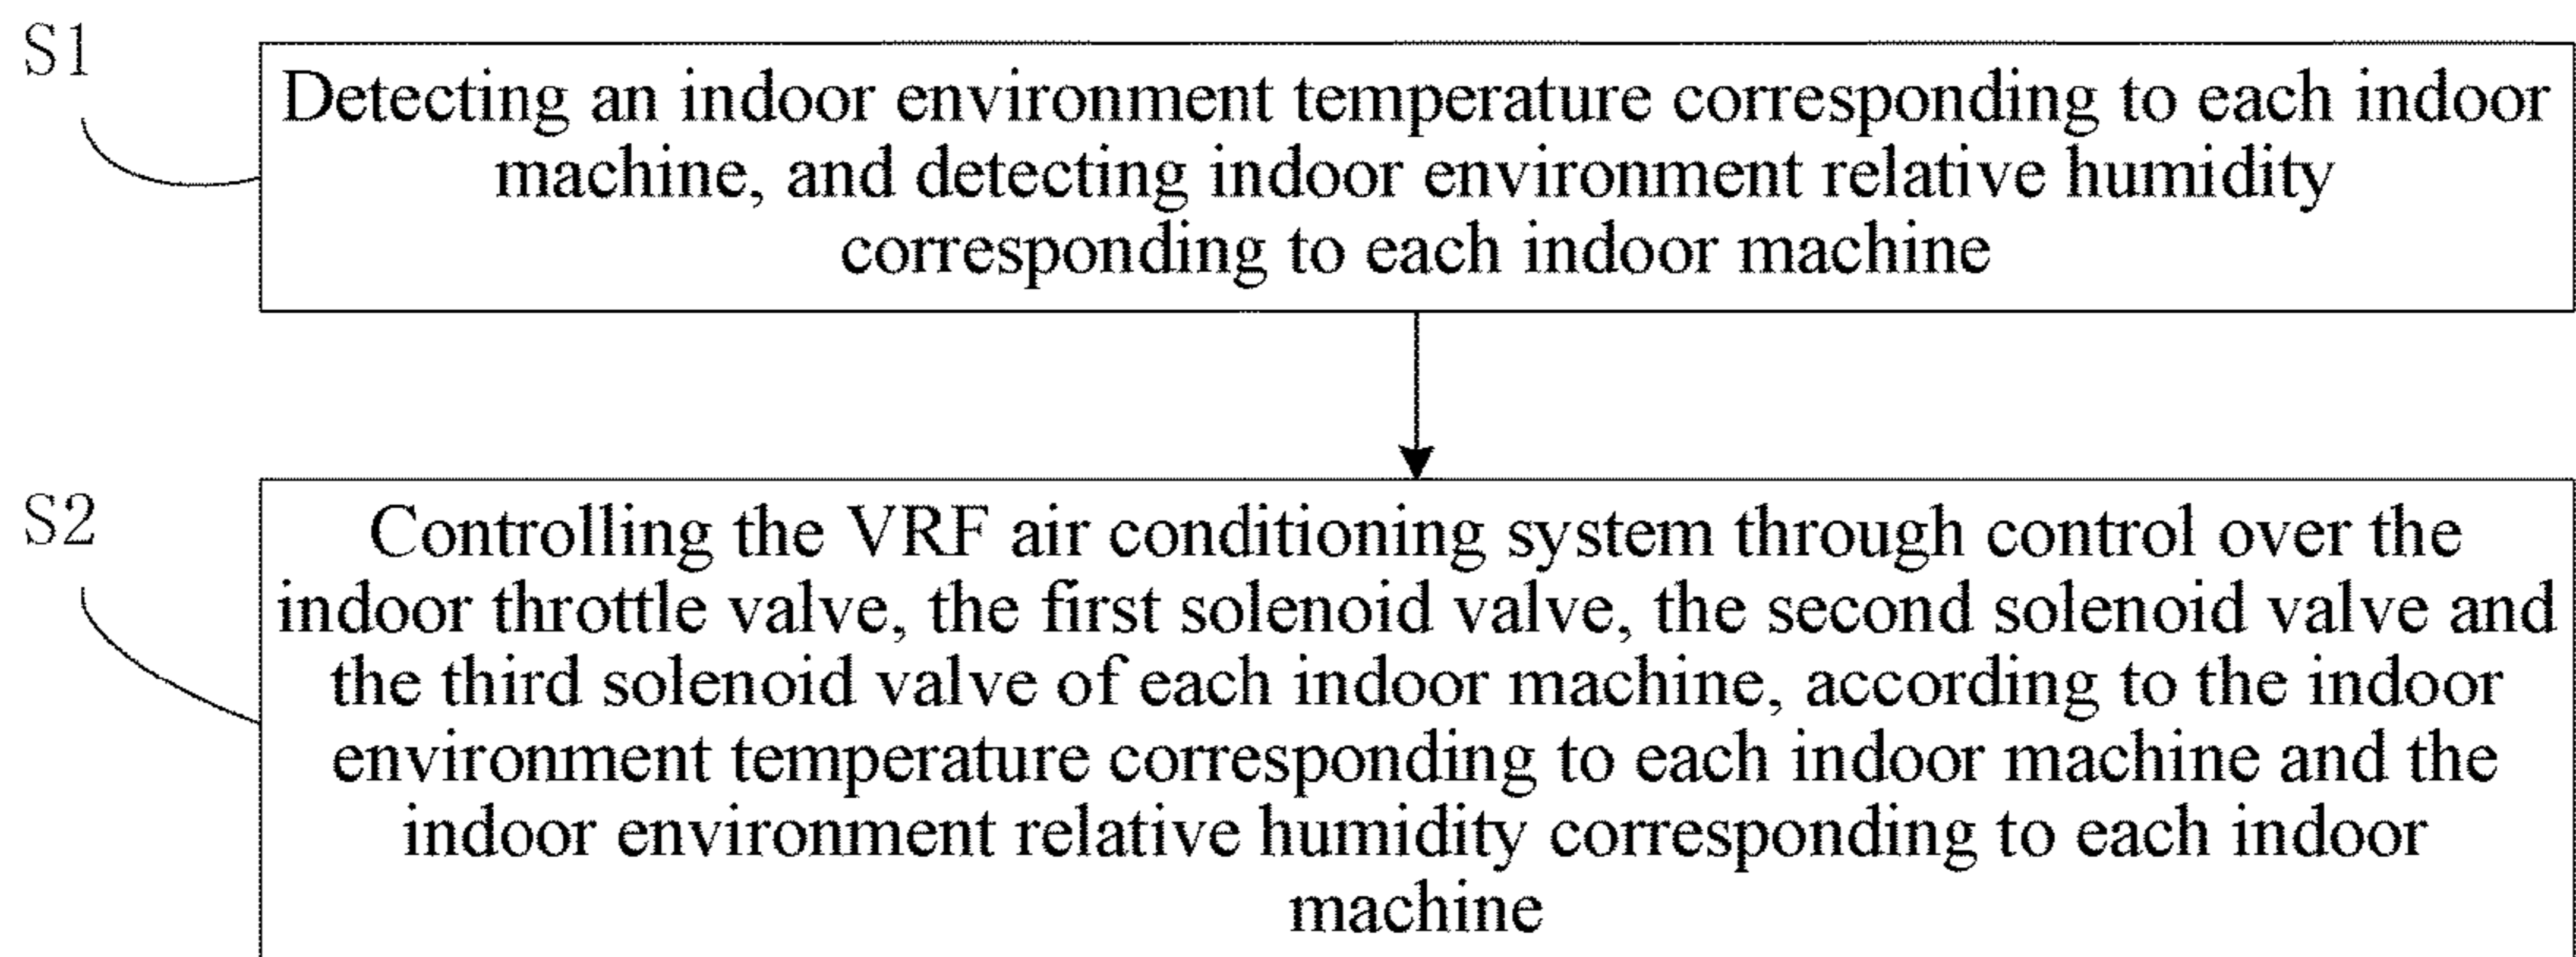 S1
Detecting an indoor environment temperature corresponding to each indoor
machine, and detecting indoor environment relative humidity
corresponding to each indoor machine
S2
Controlling the VRF air conditioning system through control over the
indoor throttle valve, the first solenoid valve, the second solenoid valve and
the third solenoid valve of each indoor machine, according to the indoor
environment temperature corresponding to each indoor machine and the
indoor environment relative humidity corresponding to each indoor
machine